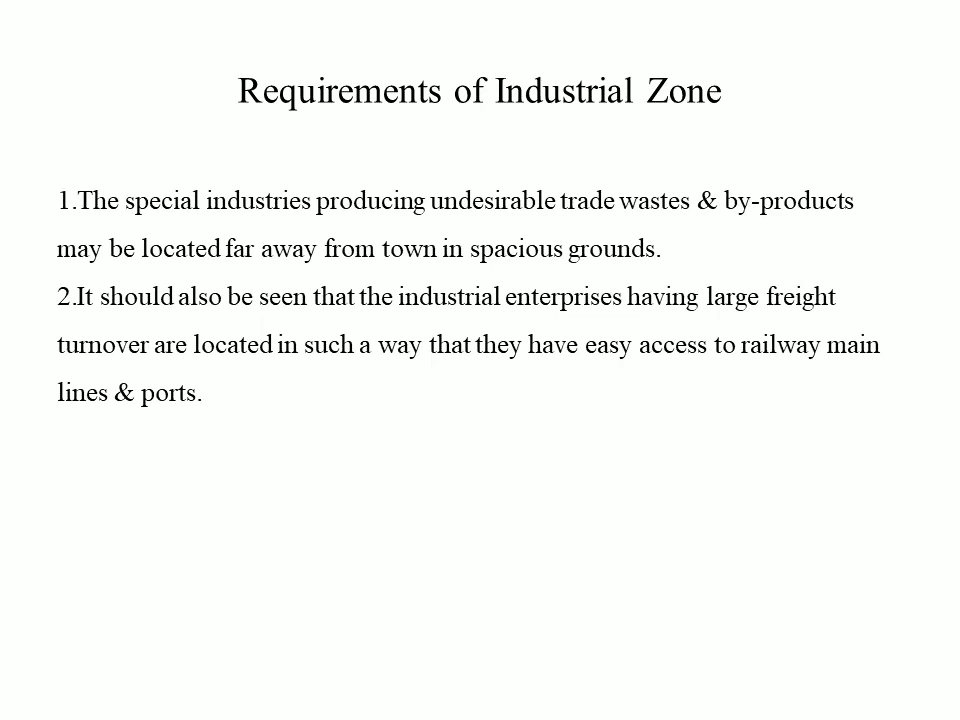 Requirements of Industrial Zone
1.The special industries producing undesirable trade wastes & by-products
may be located far away from town in spacious grounds.
2.It should also be seen that the industrial enterprises having large freight
turnover are located in such a way that they have easy access to railway main
lines & ports.